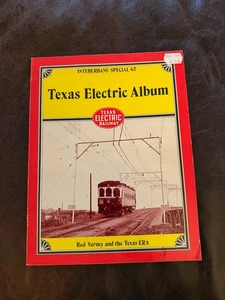 INTERURBANS SPECIAL 62
Texas Electric Album
TEXAS
ELECTRIC
RAILWAY
Rod Varney and the Texas ERA